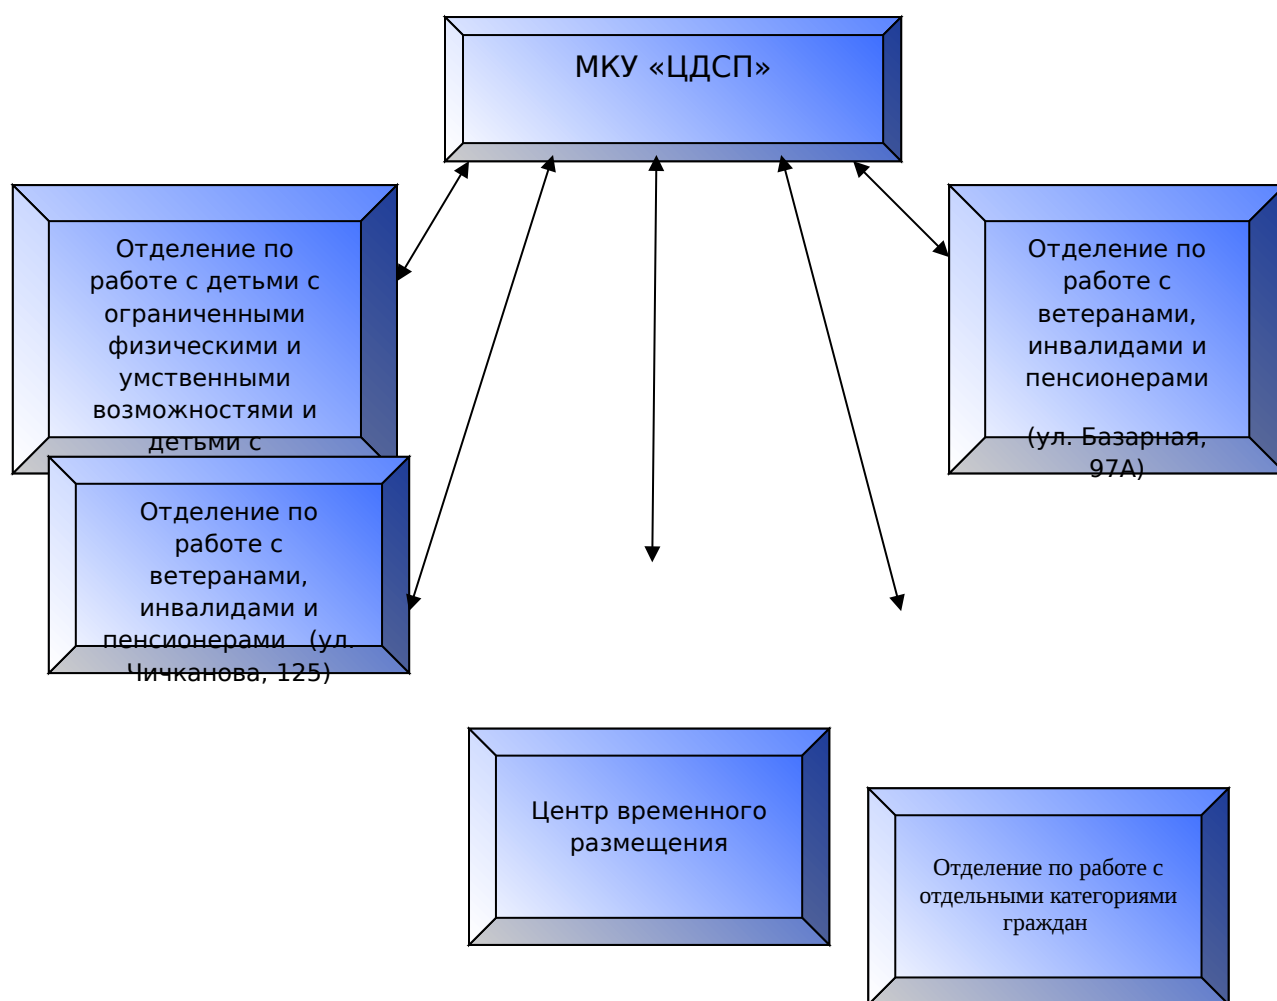 МКУ «ЦДСП»
Отделение по
работе с детьми с
ограниченными
физическими и
умственными
возможностями и
детьми с
Отделение по
работе с
ветеранами,
инвалидами и
пенсионерами
(ул. Базарная,
97А)
Отделение по
работе с
ветеранами,
инвалидами и
пенсионерами (ул.
Чичканова, 125)
Центр временного
размещения
Отделение по работе с
отдельными категориями
граждан